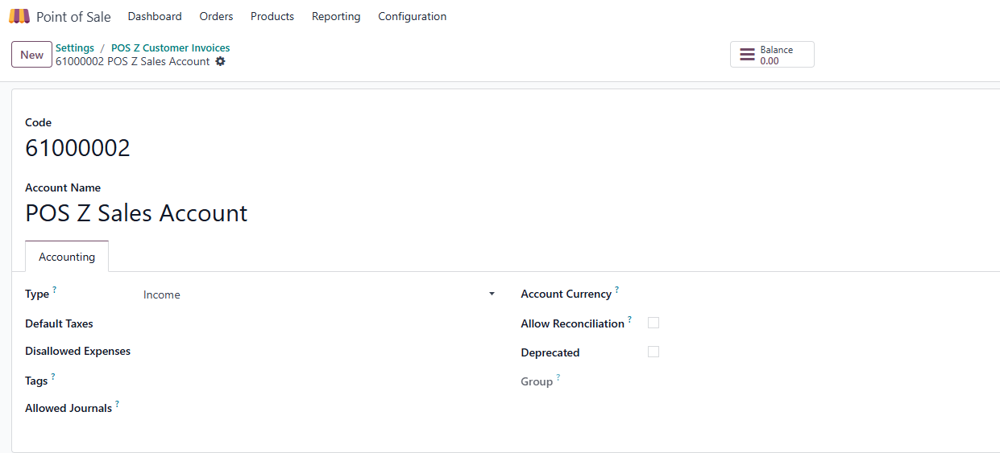 Point of Sale Dashboard Orders Products Reporting Configuration
New Settings / POS Z Customer Invoices
61000002 POS Z Sales Account
Balance
0.00
Code
61000002
Account Name
POS Z Sales Account
Accounting
Type ? Income
Account Currency ?
Default Taxes
Allow Reconciliation ?
Disallowed Expenses
Deprecated
Tags ?
Group ?
Allowed Journals ?